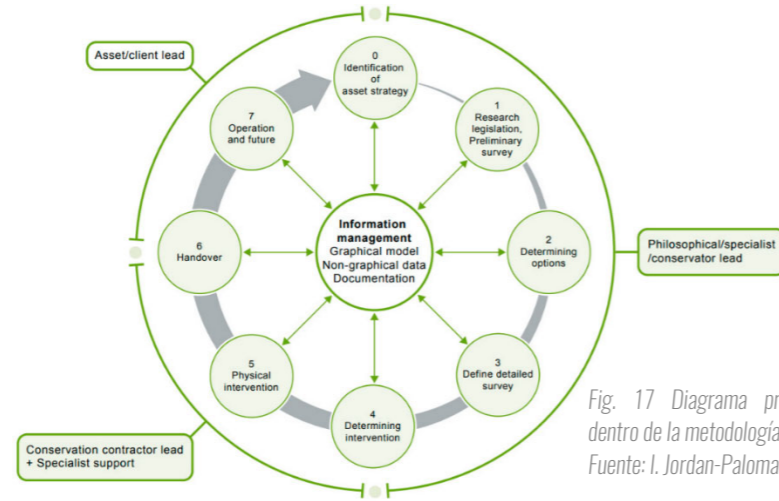 Asset/client lead
0
Identification
of
asset strategy
1
Research
legislation,
Preliminary
survey
2
Determining
options
3
Define detailed
survey
4
Determining
intervention
5
Physical
intervention
6
Handover
7
Operation
and future
Information
management
Graphical model
Non-graphical data
Documentation
Philosophical/specialist
/conservator lead
Conservation contractor lead
+ Specialist support
Fig. 17 Diagrama
dentro de la metodología
Fuente: I. Jordan-Paloma